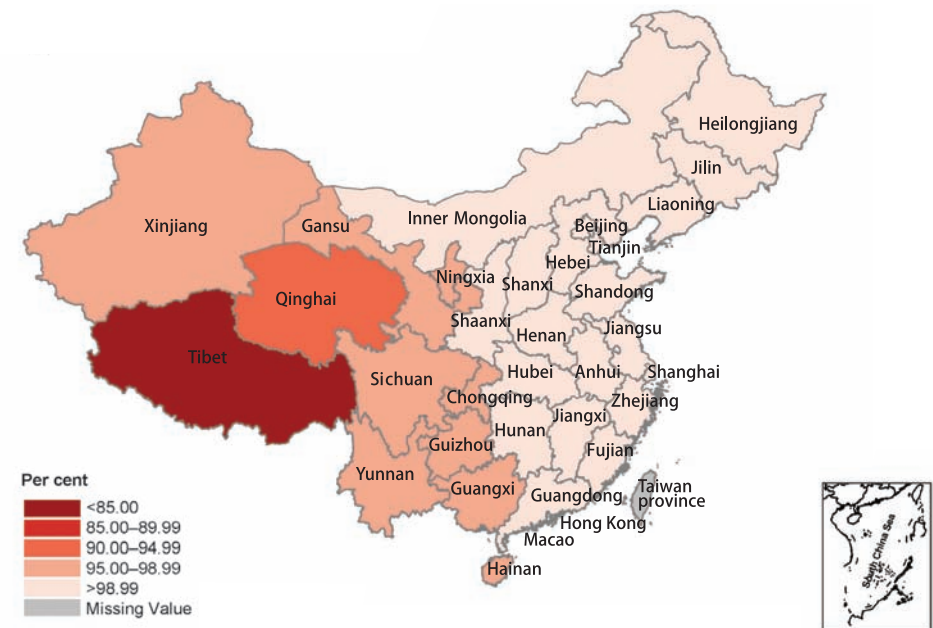 Heilongjiang
Jilin
Liaoning
Inner Mongolia
Xinjiang
Gansu
Beijing
Tianjin
Hebei
Ningxia
Shanxi
Shandong
Qinghai
Shaanxi
Henan
Jiangsu
Tibet
Sichuan
Hubei
Anhui
Shanghai
Chongqing
Zhejiang
Jiangxi
Hunan
Guizhou
Fujian
Yunnan
Guangxi
Guangdong
Taiwan
province
Hong Kong
Macao
Hainan
Per cent
<85.00
85.00–89.99
90.00–94.99
95.00–98.99
>98.99
Missing Value
South China Sea